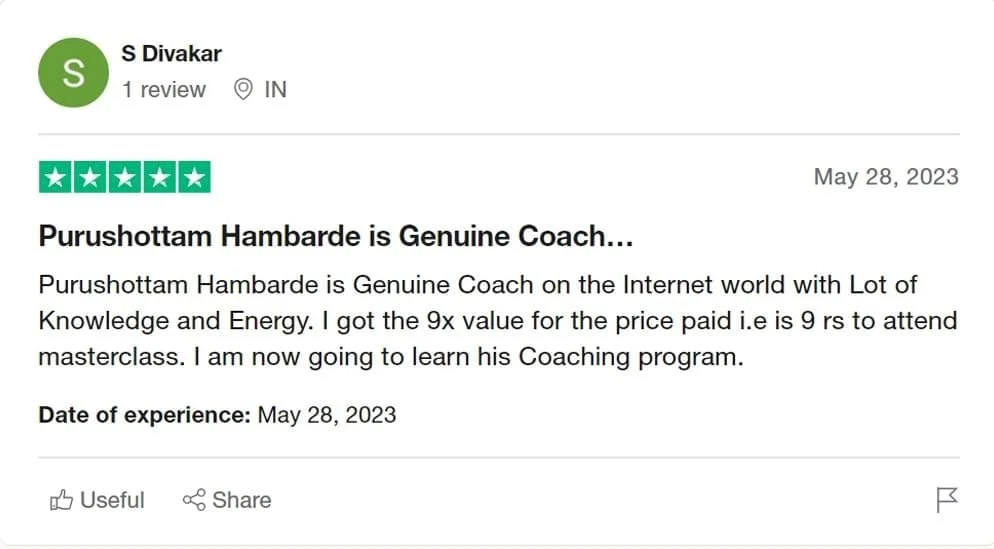 S
S Divakar
1 review IN
May 28, 2023
Purushottam Hambarde is Genuine Coach...
Purushottam Hambarde is Genuine Coach on the Internet world with Lot of
Knowledge and Energy. I got the 9x value for the price paid i.e is 9 rs to attend
masterclass. I am now going to learn his Coaching program.
Date of experience: May 28, 2023
Useful Share